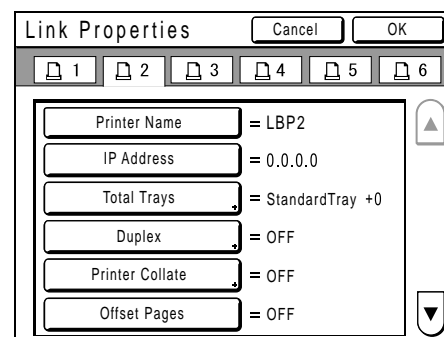 Link Properties Cancel OK
1 2 3 4 5 6
Printer Name = LBP2
IP Address = 0.0.0.0
Total Trays = StandardTray +0
Duplex = OFF
Printer Collate = OFF
Offset Pages = OFF